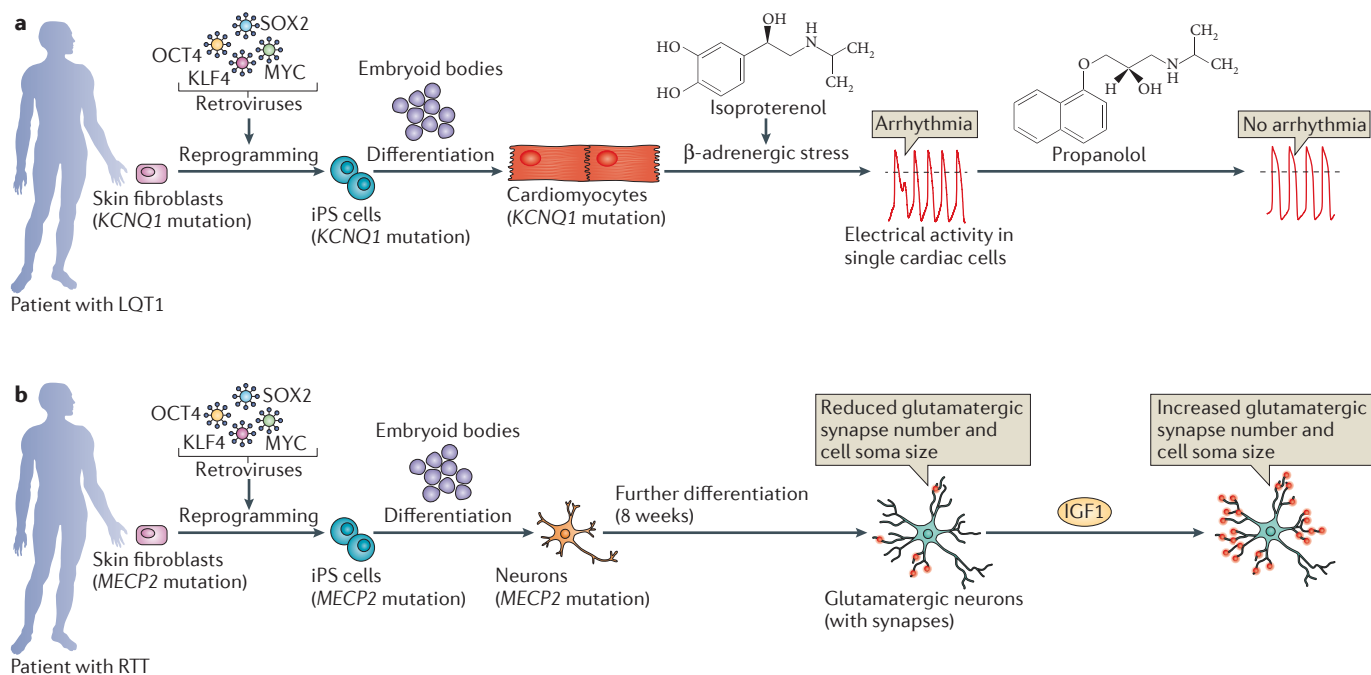 a
SOX2
OCT4
KLF4
MYC
Retroviruses
Reprogramming
Skin fibroblasts
(KCNQ1 mutation)
Patient with LQT1
iPS cells
(KCNQ1 mutation)
Embryoid bodies
Differentiation
Cardiomyocytes
(KCNQ1 mutation)
HO
HO
OH
H
N
CH2
CH2
Isoproterenol
β-adrenergic stress
Arrhythmia
Electrical activity in
single cardiac cells
O
H
OH
N
H
CH2
CH2
Propanolol
No arrhythmia
b
SOX2
OCT4
KLF4
MYC
Retroviruses
Reprogramming
Skin fibroblasts
(MECP2 mutation)
Patient with RTT
iPS cells
(MECP2 mutation)
Embryoid bodies
Differentiation
Neurons
(MECP2 mutation)
Further differentiation
(8 weeks)
Reduced glutamatergic
synapse number and
cell soma size
Glutamatergic neurons
(with synapses)
IGF1
Increased glutamatergic
synapse number and
cell soma size